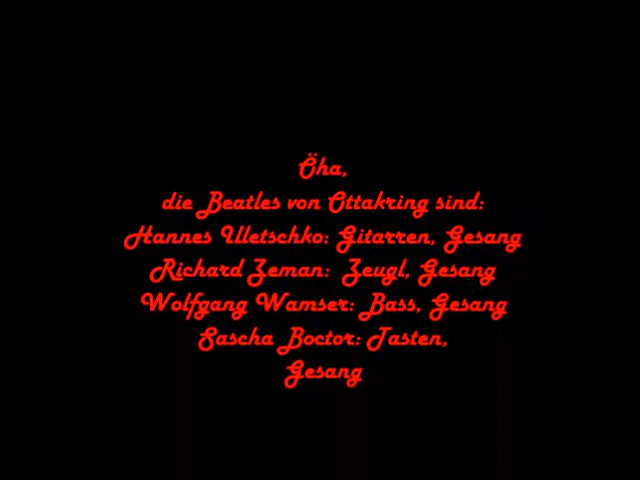 Öha,
die Beatles von Ottakring sind:
Hannes Uletschko: Gitarren, Gesang
Richard Zeman: Zeugl, Gesang
Wolfgang Wamser: Bass, Gesang
Sascha Boctor: Tasten,
Gesang